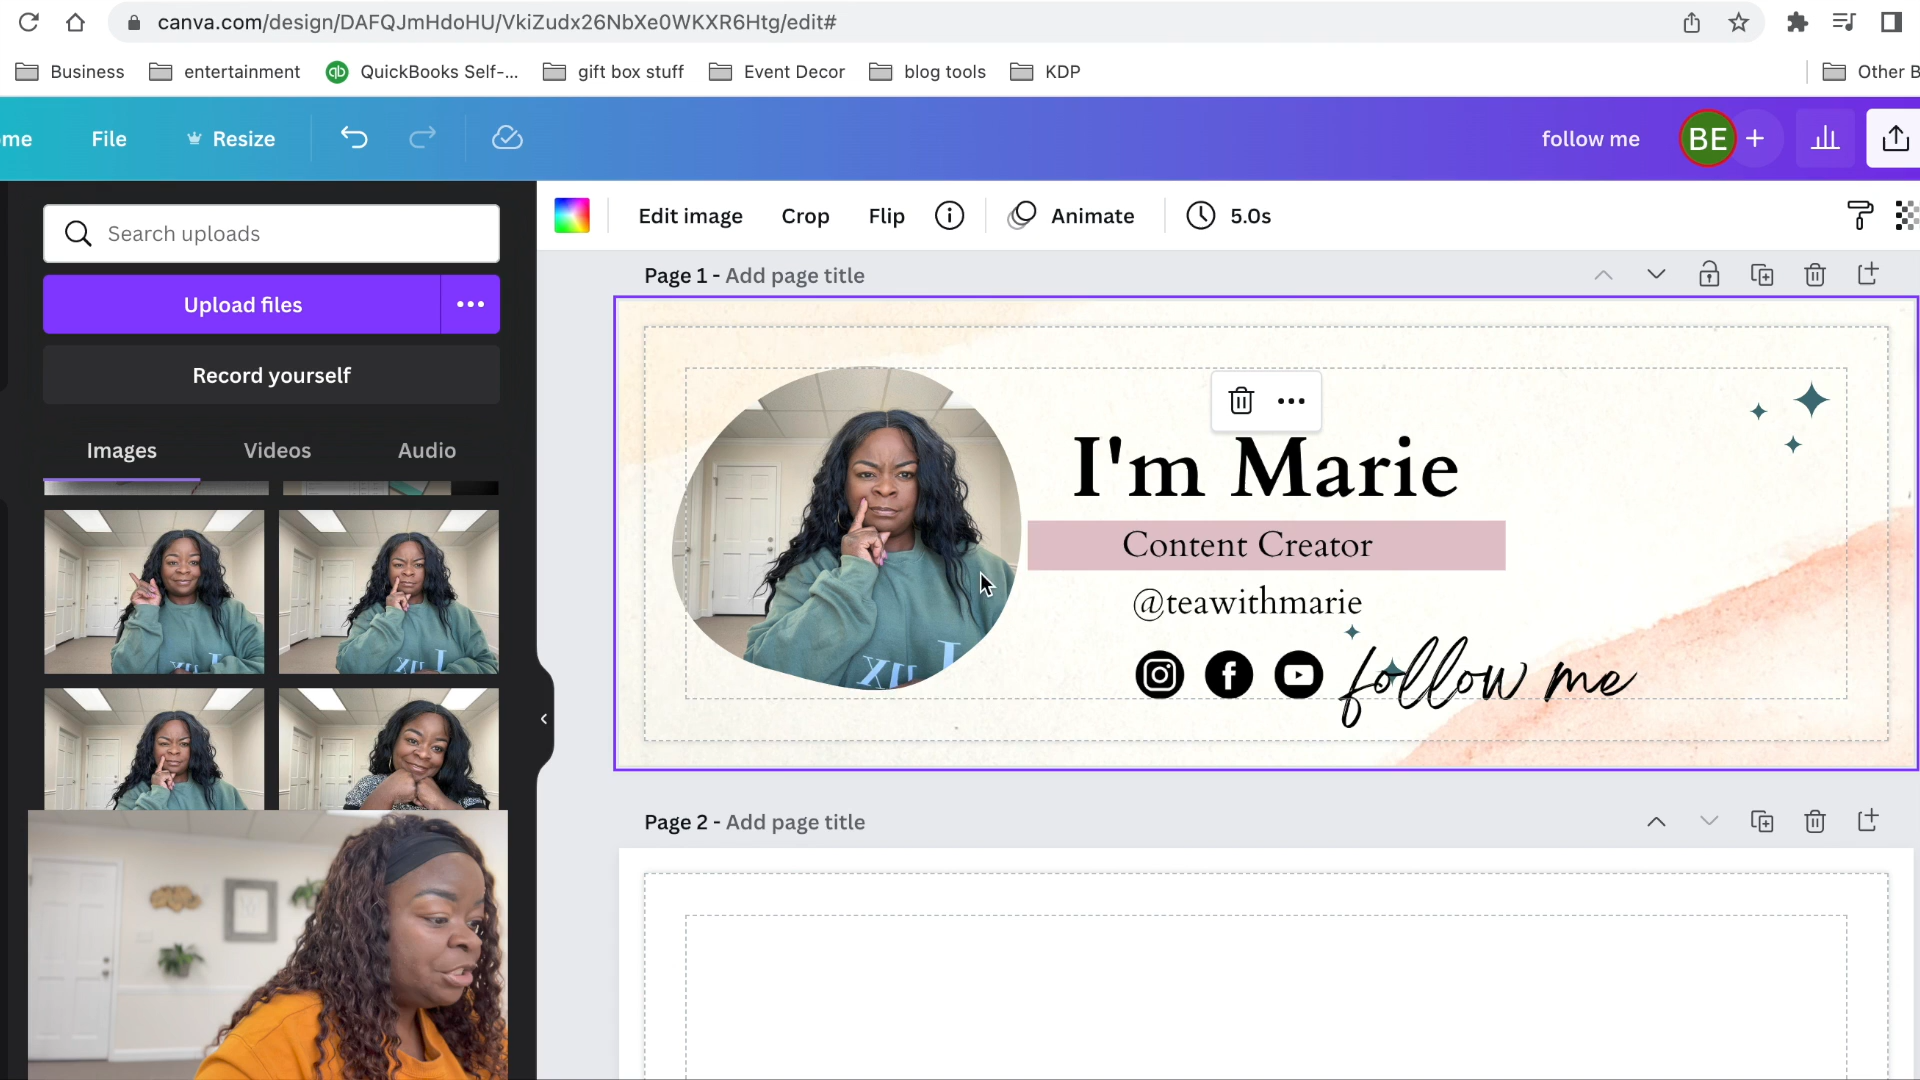 canva.com/design/DAFQJmHdoHU/VkiZudx26NbXe0WKXR6Htg/edit#
Business
entertainment
qb QuickBooks Self-...
gift box stuff
Event Decor
blog tools
KDP
Other B
me
File
Resize
follow me
BE
Search uploads
Edit image
Crop
Flip
Animate
5.0s
Upload files
Record yourself
Images
Videos
Audio
Page 1 - Add page title
I'm Marie
Content Creator
@teawithmarie
follow me
Page 2 - Add page title